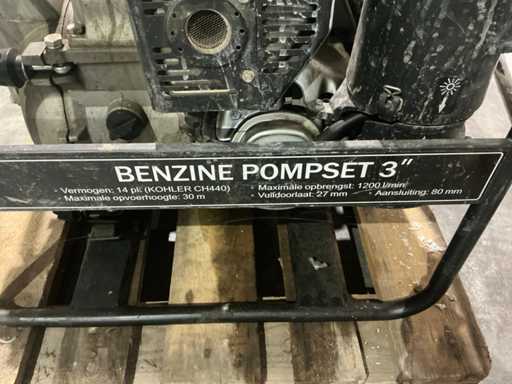 BENZINE POMPSET 3"
• Vermogen: 14 pk (KOHLER CH440) • Maximale opbrengst: 1200 l/min
• Maximale opvoerhoogte: 30 m • Vuildoorlaat: 27 mm • Aansluiting: 80 mm